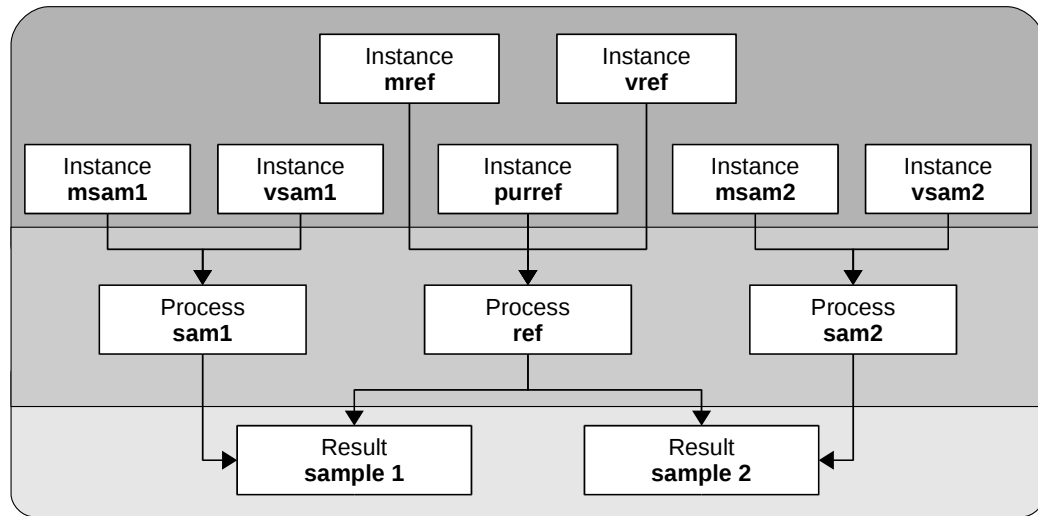 Instance
mref
Instance
vref
Instance
msam1
Instance
vsam1
Instance
purref
Instance
msam2
Instance
vsam2
Process
sam1
Process
ref
Process
sam2
Result
sample 1
Result
sample 2